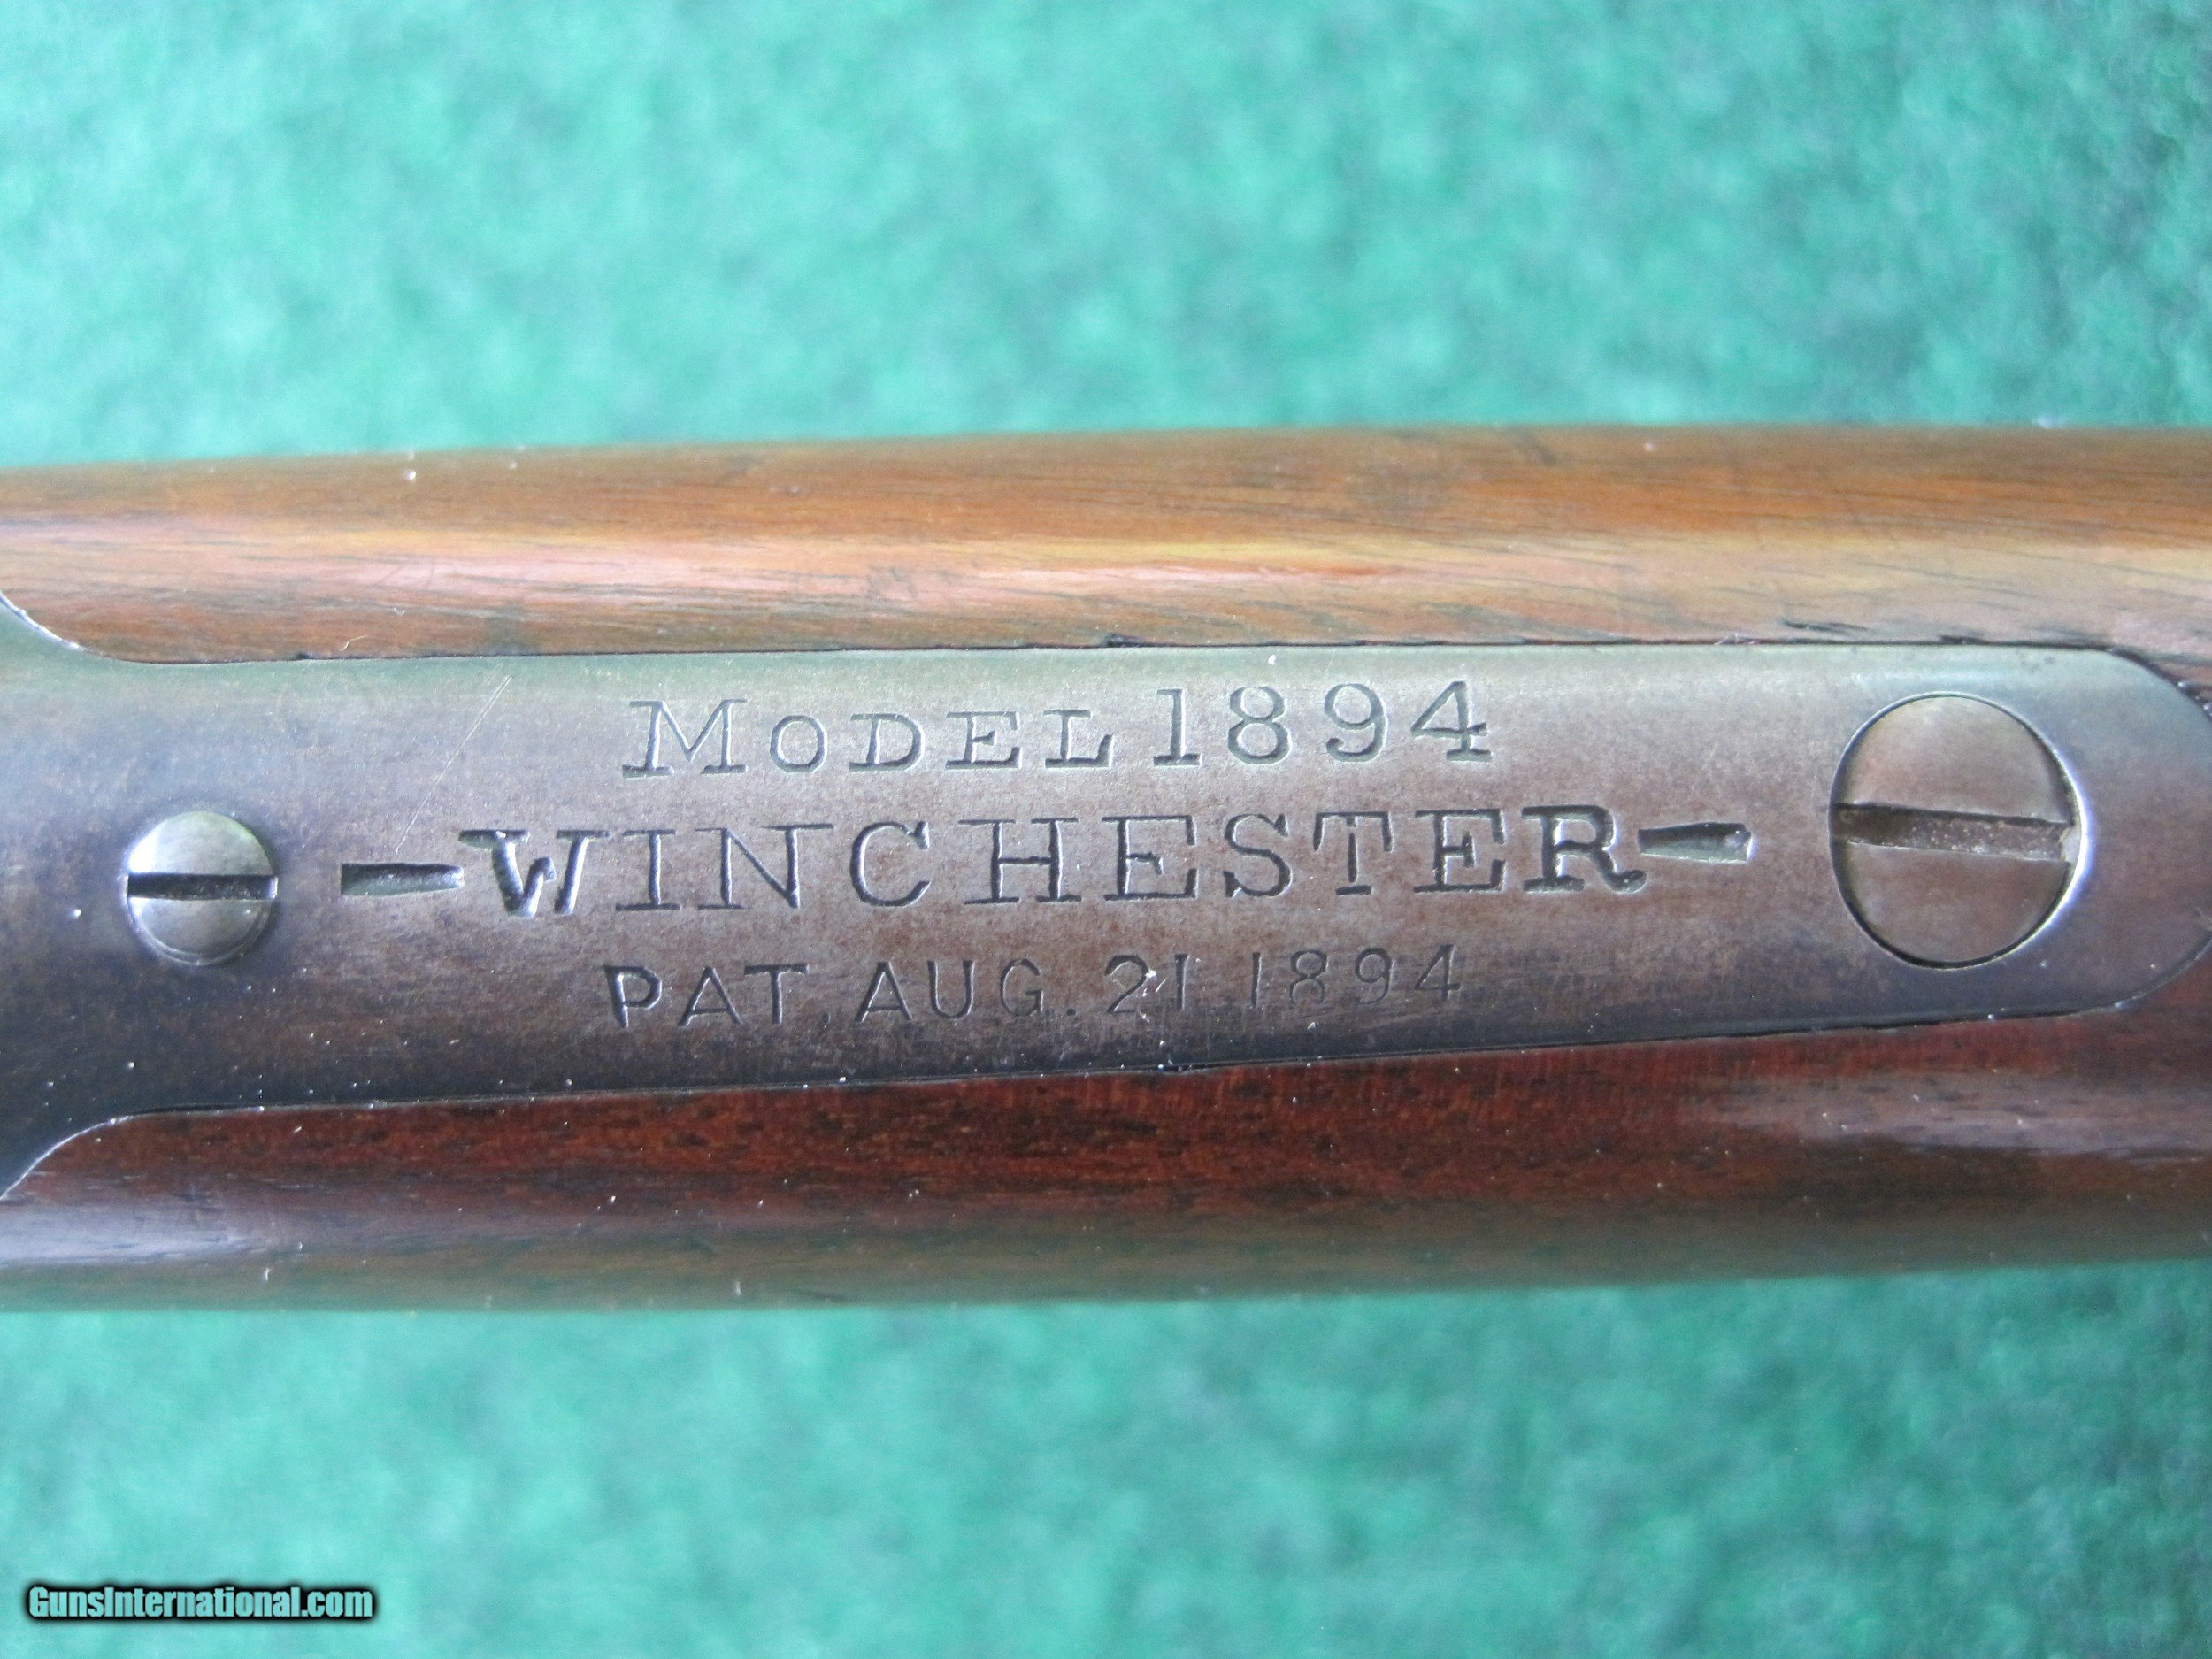 MODEL 1894
-WINCHESTER-
PAT. AUG. 21 1894
GunsInternational.com